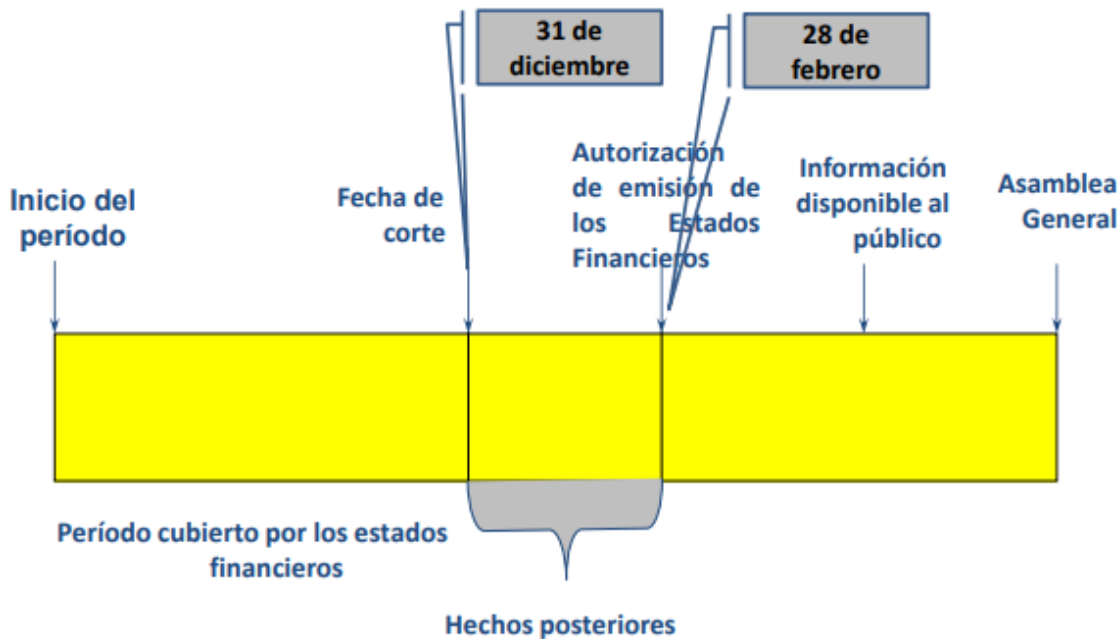 31 de
diciembre
28 de
febrero
Inicio del
período
Fecha de
corte
Autorización
de emisión de
los Estados
Financieros
Información
disponible al
público
Asamblea
General
Período cubierto por los estados
financieros
Hechos posteriores